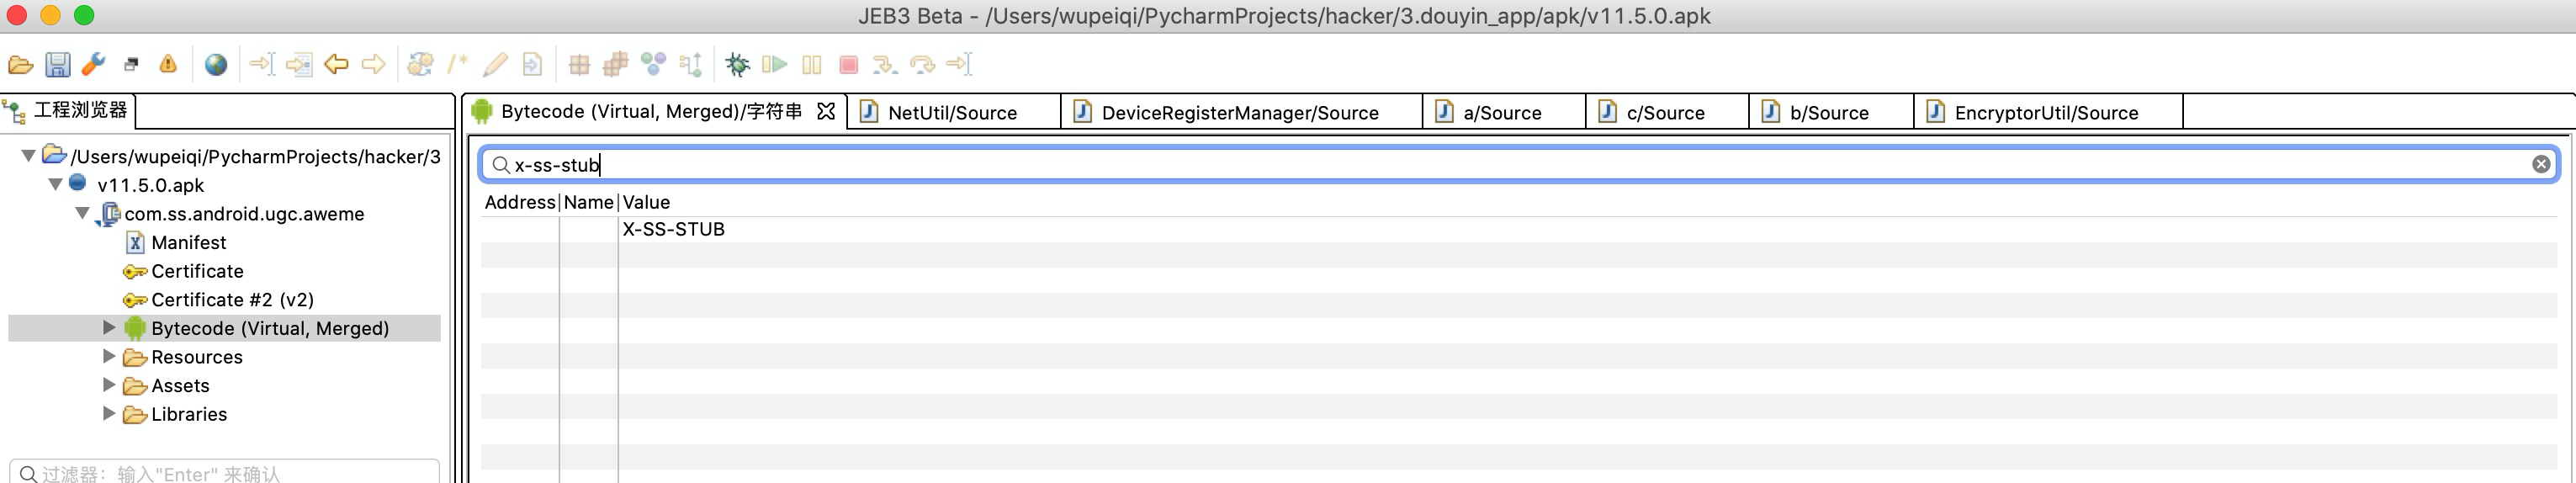 JEB3 Beta - /Users/wupeiqi/PycharmProjects/hacker/3.douyin_app/apk/v11.5.0.apk
工程浏览器
Bytecode (Virtual, Merged)/字符串
NetUtil/Source
DeviceRegisterManager/Source
a/Source
c/Source
b/Source
EncryptorUtil/Source
/Users/wupeiqi/PycharmProjects/hacker/3
v11.5.0.apk
com.ss.android.ugc.aweme
Manifest
Certificate
Certificate #2 (v2)
Bytecode (Virtual, Merged)
Resources
Assets
Libraries
过滤器: 输入"Enter" 来确认
x-ss-stub
Address Name Value
X-SS-STUB